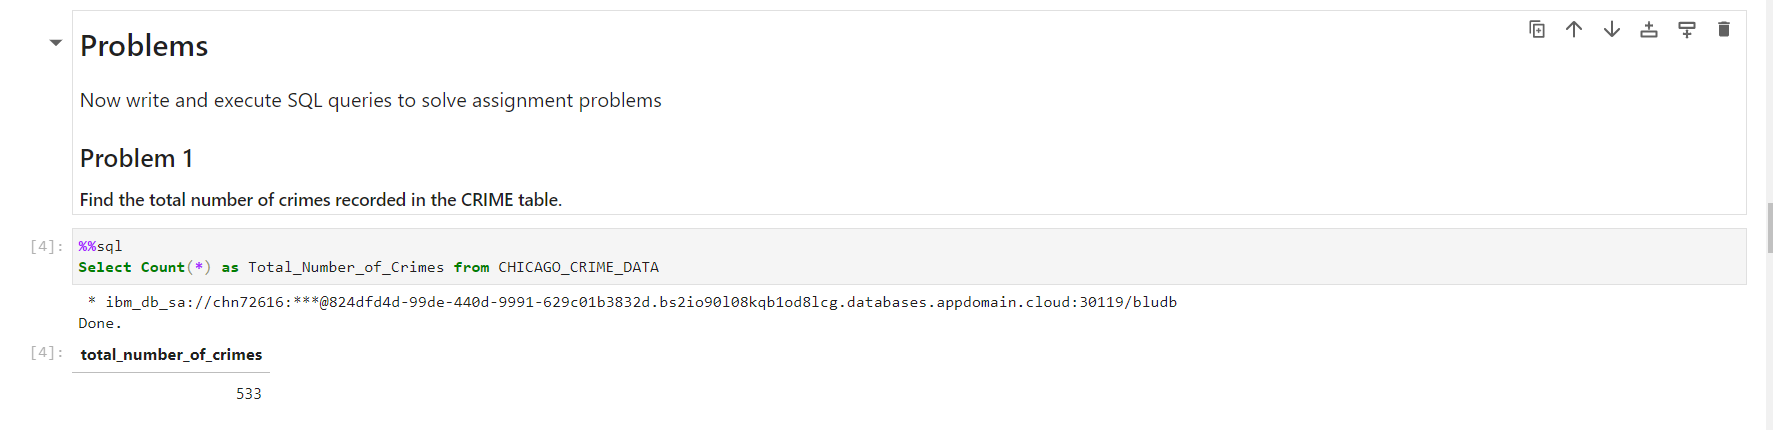 Problems
Now write and execute SQL queries to solve assignment problems
Problem 1
Find the total number of crimes recorded in the CRIME table.
[4]: %%sql
Select Count(*) as Total_Number_of_Crimes from CHICAGO_CRIME_DATA
* ibm_db_sa://chn72616:***@824dfd4d-99de-440d-9991-629c01b3832d.bs2io90l08kqb1od8lcg.databases.appdomain.cloud:30119/bludb
Done.
[4]: total_number_of_crimes
533